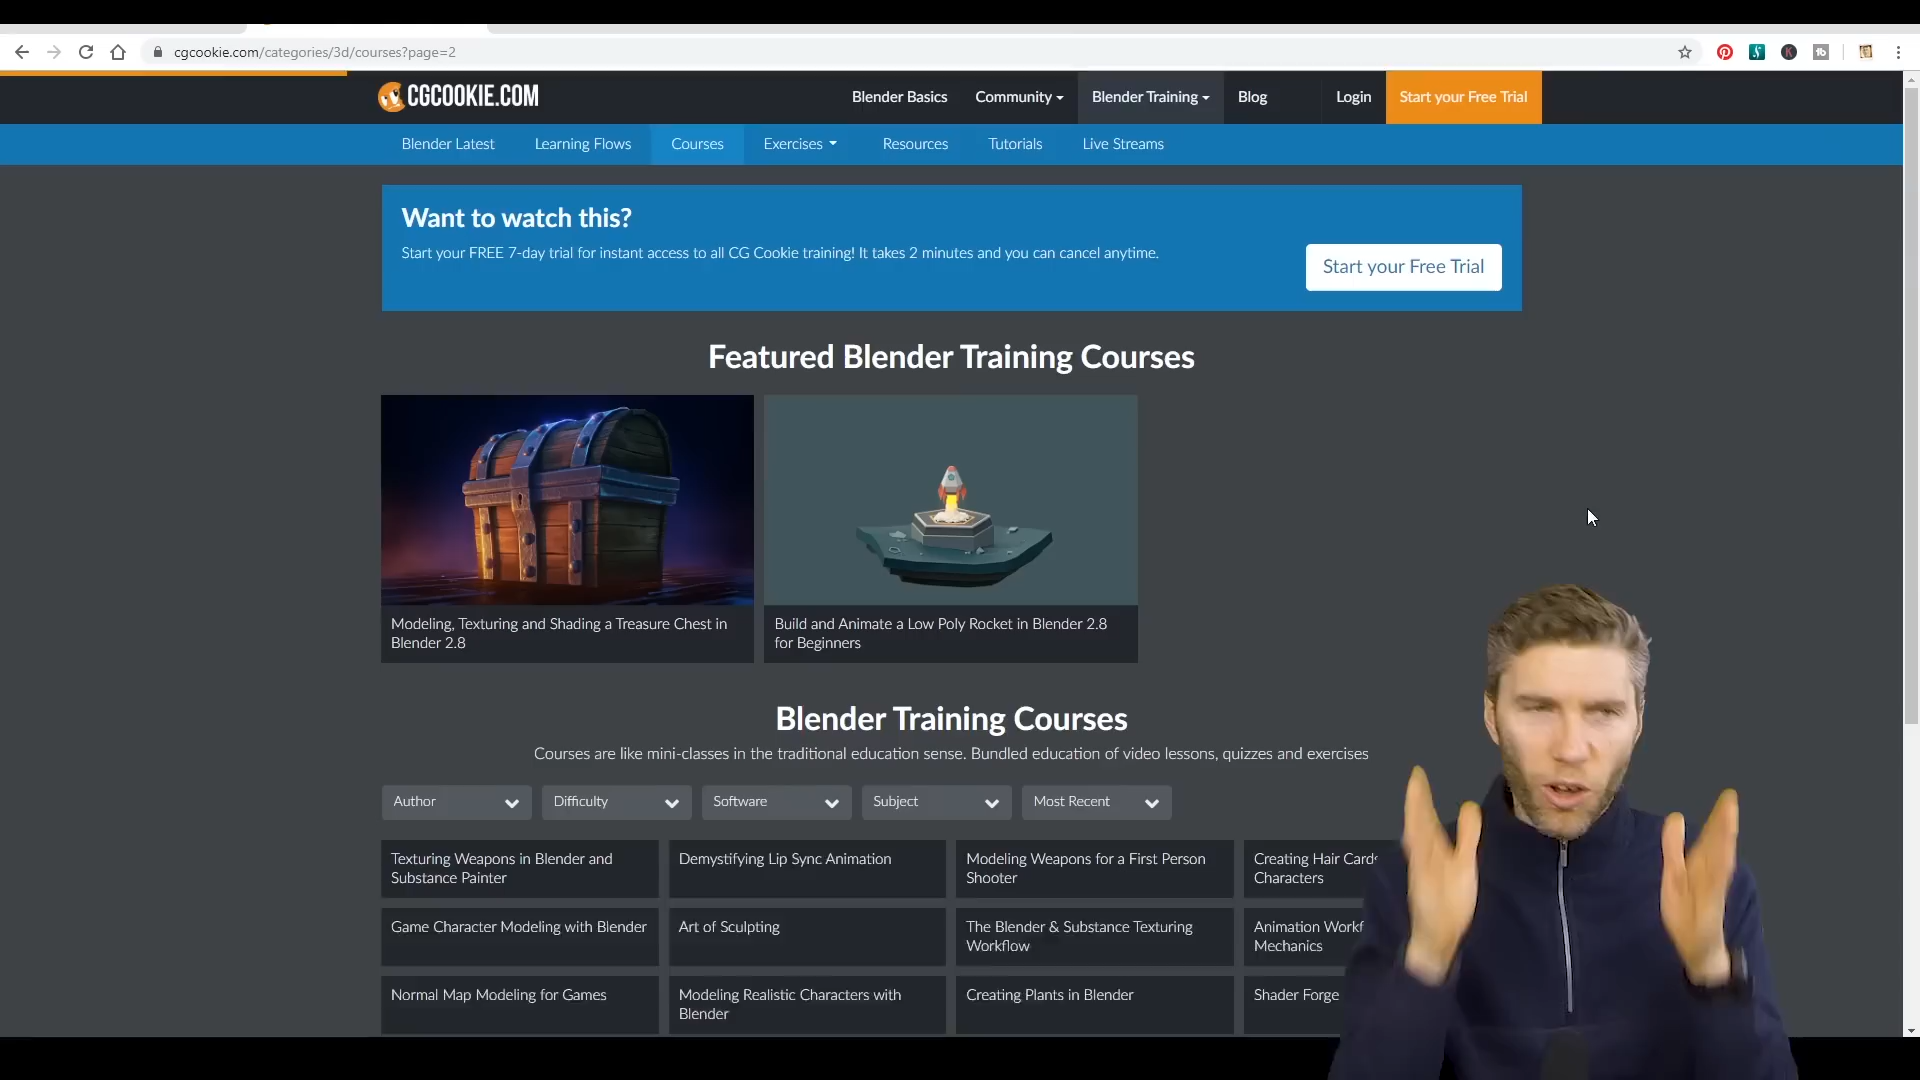 cgcookie.com/categories/3d/courses?page=2
CGCOOKIE.COM
Blender Basics
Community
Blender Training
Blog
Login
Start your Free Trial
Blender Latest
Learning Flows
Courses
Exercises
Resources
Tutorials
Live Streams
Want to watch this?
Start your FREE 7-day trial for instant access to all CG Cookie training! It takes 2 minutes and you can cancel anytime.
Start your Free Trial
Featured Blender Training Courses
Modeling, Texturing and Shading a Treasure Chest in
Blender 2.8
Build and Animate a Low Poly Rocket in Blender 2.8
for Beginners
Blender Training Courses
Courses are like mini-classes in the traditional education sense. Bundled education of video lessons, quizzes and exercises
Author
Difficulty
Software
Subject
Most Recent
Texturing Weapons in Blender and
Substance Painter
Demystifying Lip Sync Animation
Modeling Weapons for a First Person
Shooter
Creating Hair Cards
Characters
Game Character Modeling with Blender
Art of Sculpting
The Blender & Substance Texturing
Workflow
Animation
Mechanics
Normal Map Modeling for Games
Modeling Realistic Characters with
Blender
Creating Plants in Blender
Shader Forge